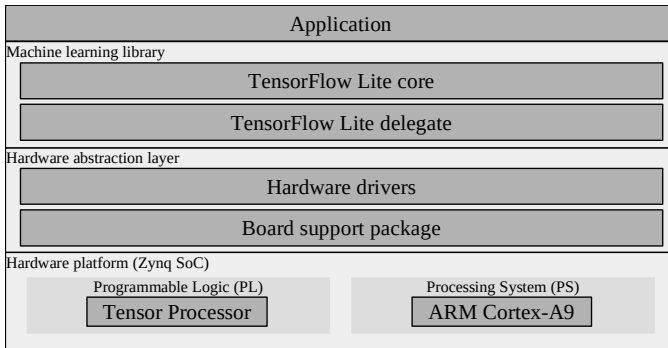 Application
Machine learning library
TensorFlow Lite core
TensorFlow Lite delegate
Hardware abstraction layer
Hardware drivers
Board support package
Hardware platform (Zynq SoC)
Programmable Logic (PL)
Processing System (PS)
Tensor Processor
ARM Cortex-A9